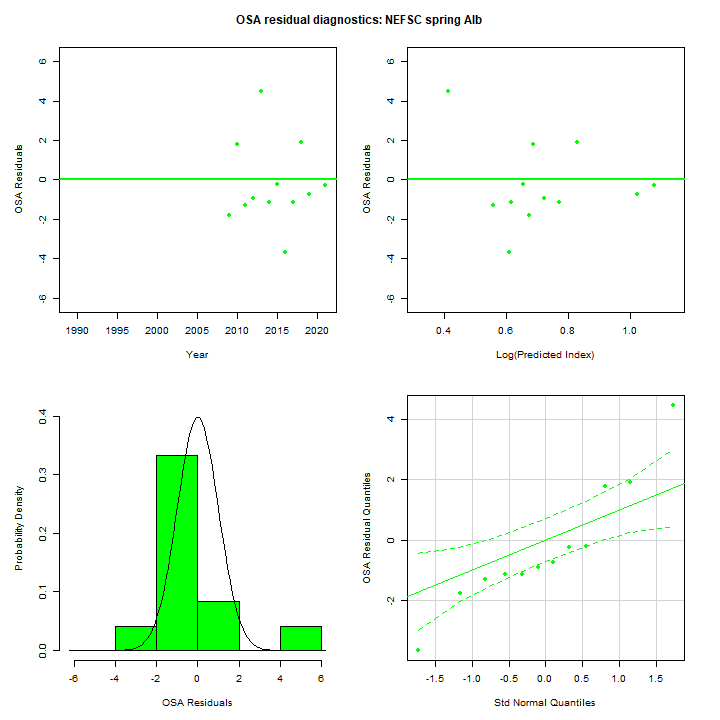 OSA residual diagnostics: NEFSC spring Alb
6
4
2
0
-2
-4
-6
OSA Residuals
1990 1995 2000 2005 2010 2015 2020
Year
6
4
2
0
-2
-4
-6
OSA Residuals
0.4 0.6 0.8 1.0
Log(Predicted Index)
0.4
0.3
0.2
0.1
0.0
Probability Density
-6 -4 -2 0 2 4 6
OSA Residuals
4
2
0
-2
OSA Residual Quantiles
-1.5 -1.0 -0.5 0.0 0.5 1.0 1.5
Std Normal Quantiles